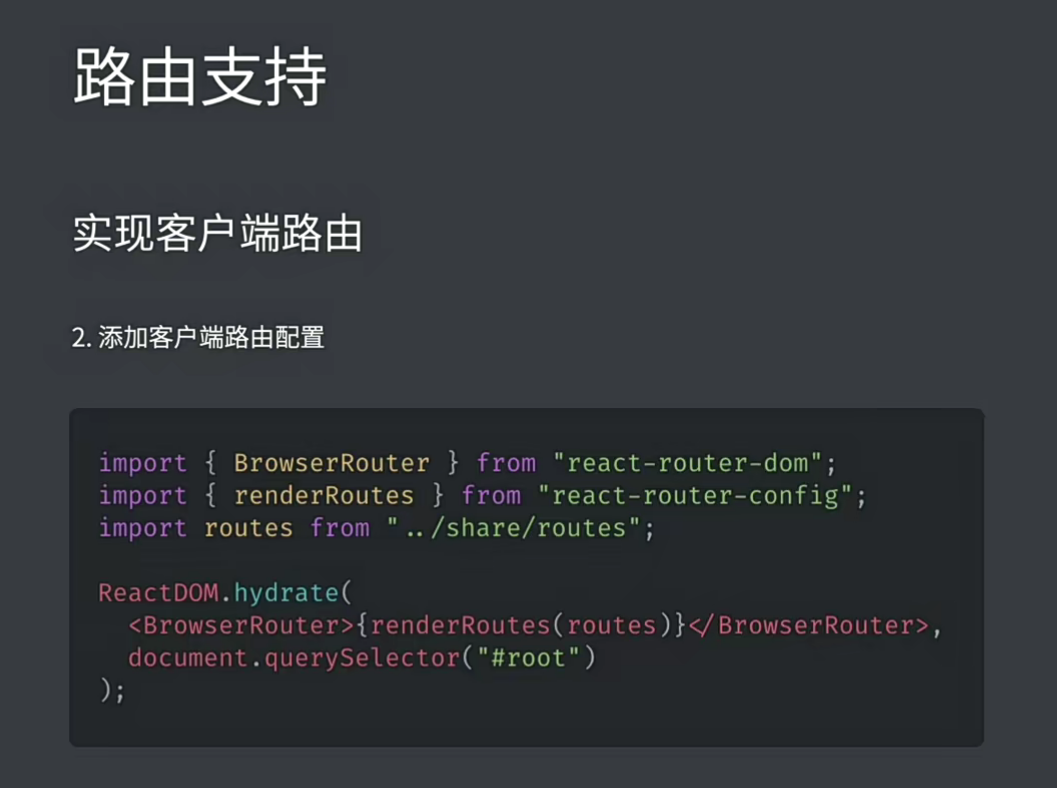 路由支持
实现客户端路由
2. 添加客户端路由配置
import { BrowserRouter } from "react-router-dom";
import { renderRoutes } from "react-router-config";
import routes from "../share/routes";
ReactDOM.hydrate(
<BrowserRouter>{renderRoutes(routes)}</BrowserRouter>,
document.querySelector("#root")
);